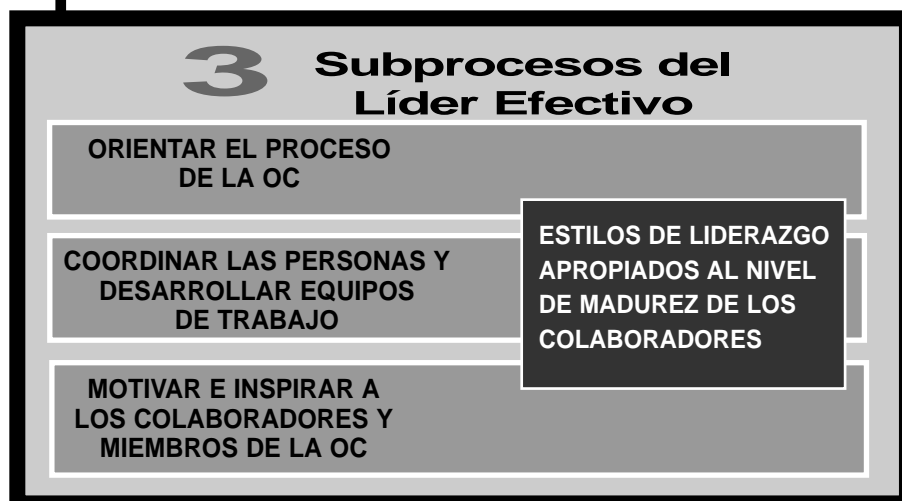 3 Subprocesos del
Líder Efectivo
ORIENTAR EL PROCESO
DE LA OC
COORDINAR LAS PERSONAS Y
DESARROLLAR EQUIPOS
DE TRABAJO
ESTILOS DE LIDERAZGO
APROPIADOS AL NIVEL
DE MADUREZ DE LOS
COLABORADORES
MOTIVAR E INSPIRAR A
LOS COLABORADORES Y
MIEMBROS DE LA OC